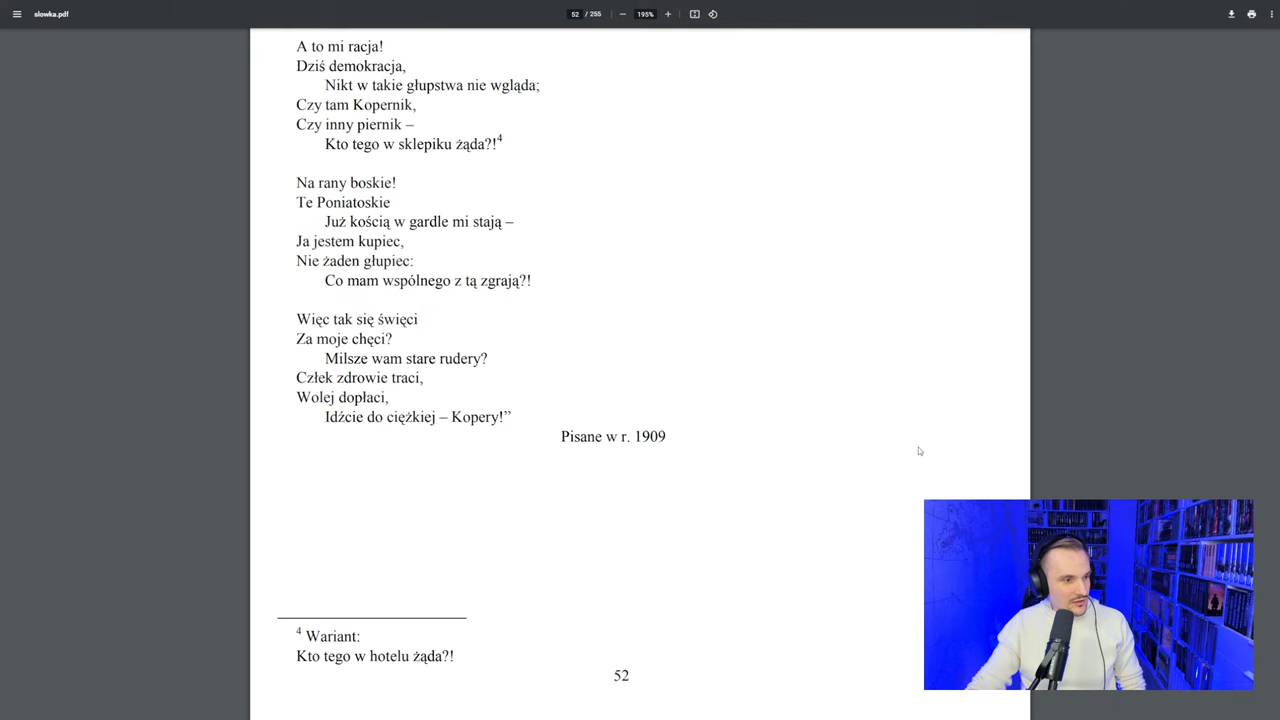 slowka.pdf
52 / 255
195%
A to mi racja!
Dziś demokracja,
Nikt w takie głupstwa nie wgląda;
Czy tam Kopernik,
Czy inny piernik –
Kto tego w sklepiku żąda?!4
Na rany boskie!
Te Poniatoskie
Już kością w gardle mi stają –
Ja jestem kupiec,
Nie żaden głupiec:
Co mam wspólnego z tą zgrają?!
Więc tak się święci
Za moje chęci?
Milsze wam stare rudery?
Człek zdrowie traci,
Wolej dopłaci,
Idźcie do ciężkiej – Kopery!”
Pisane w r. 1909
4 Wariant:
Kto tego w hotelu żąda?!
52